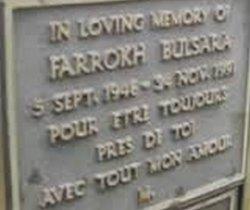 IN LOVING MEMORY OF
FARROKH BULSARA
5 SEPT. 1946 - 24 NOV. 1991
POUR ETRE TOUJOURS
PRES DE TOI
AVEC TOUT MON AMOUR